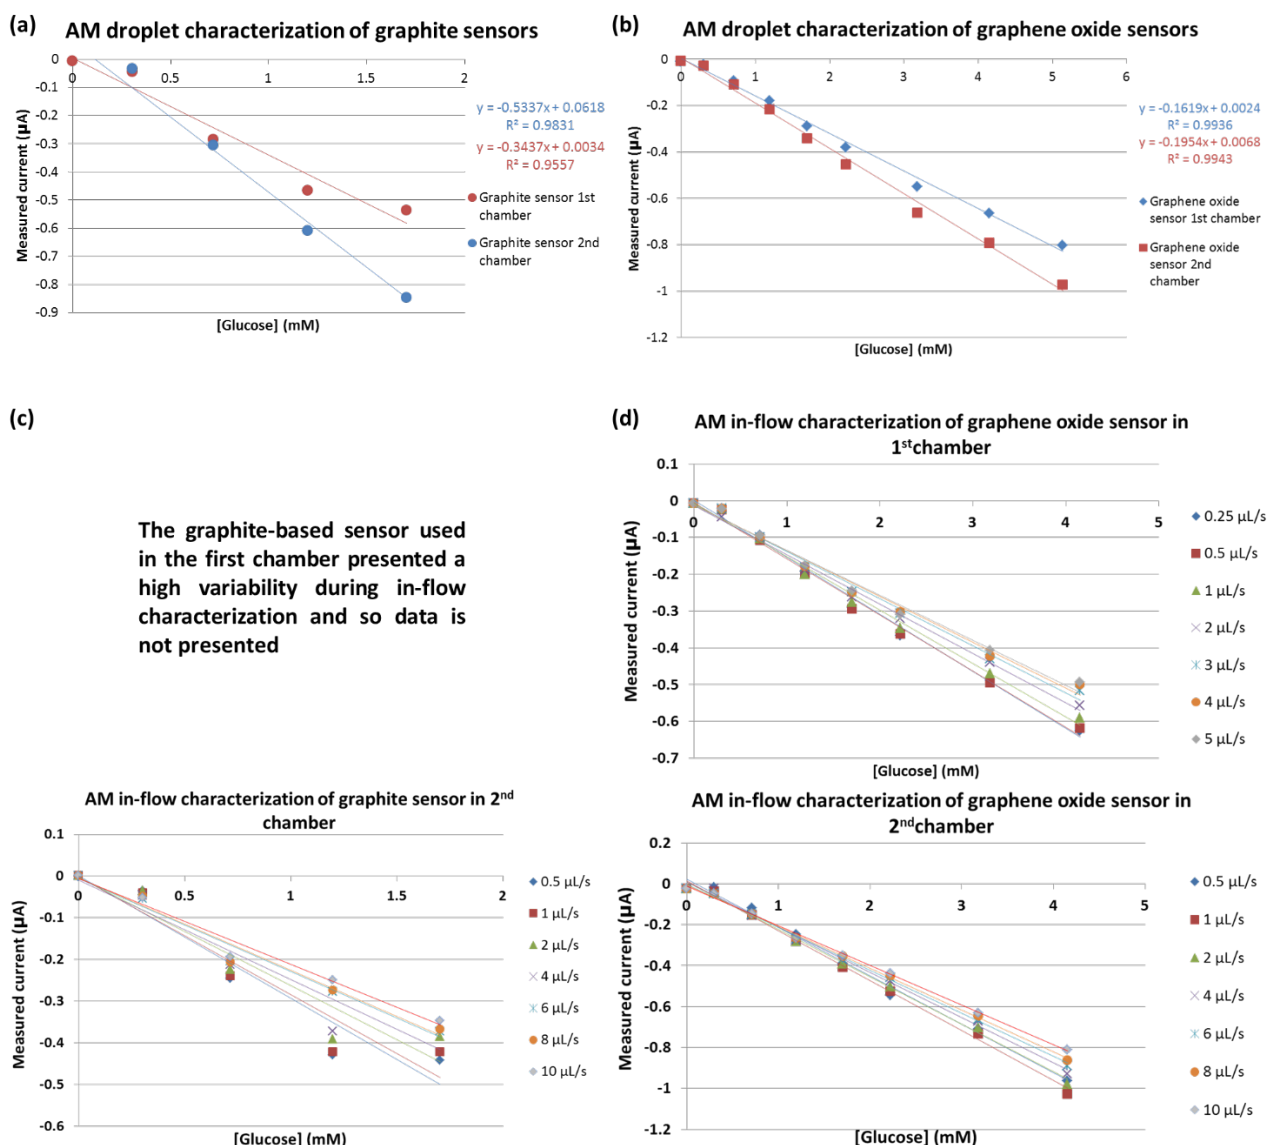 (a)
AM droplet characterization of graphite sensors
0
0
0.5
1
1.5
2
-0.1
-0.2
-0.3
-0.4
-0.5
-0.6
-0.7
-0.8
-0.9
Measured current (µA)
[Glucose] (mM)
y = -0.5337x + 0.0618
R² = 0.9831
y = -0.3437x + 0.0034
R² = 0.9557
Graphite sensor 1st
chamber
Graphite sensor 2nd
chamber
(b)
AM droplet characterization of graphene oxide sensors
0
0
1
2
3
4
5
6
-0.2
-0.4
-0.6
-0.8
-1
-1.2
Measured current (µA)
[Glucose] (mM)
y = -0.1619x + 0.0024
R² = 0.9936
y = -0.1954x + 0.0068
R² = 0.9943
Graphene oxide
sensor 1st chamber
Graphene oxide
sensor 2nd
chamber
(c)
The graphite-based sensor used
in the first chamber presented a
high variability during in-flow
characterization and so data is
not presented
AM in-flow characterization of graphite sensor in 2nd
chamber
0.1
0
0
0.5
1
1.5
2
-0.1
-0.2
-0.3
-0.4
-0.5
-0.6
Measured current (µA)
[Glucose] (mM)
0.5 µL/s
1 µL/s
2 µL/s
4 µL/s
6 µL/s
8 µL/s
10 µL/s
(d)
AM in-flow characterization of graphene oxide sensor in
1st chamber
0.1
0
0
1
2
3
4
5
-0.1
-0.2
-0.3
-0.4
-0.5
-0.6
-0.7
Measured current (µA)
[Glucose] (mM)
0.25 µL/s
0.5 µL/s
1 µL/s
2 µL/s
3 µL/s
4 µL/s
5 µL/s
AM in-flow characterization of graphene oxide sensor in
2nd chamber
0.2
0
0
1
2
3
4
5
-0.2
-0.4
-0.6
-0.8
-1
-1.2
Measured current (µA)
[Glucose] (mM)
0.5 µL/s
1 µL/s
2 µL/s
4 µL/s
6 µL/s
8 µL/s
10 µL/s